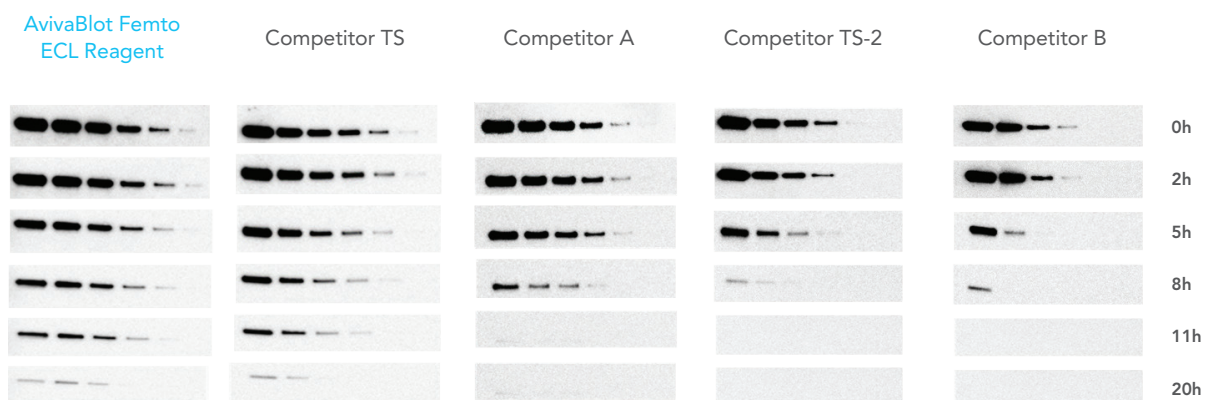 AvivaBlot Femto
ECL Reagent
Competitor TS
Competitor A
Competitor TS-2
Competitor B
0h
2h
5h
8h
11h
20h